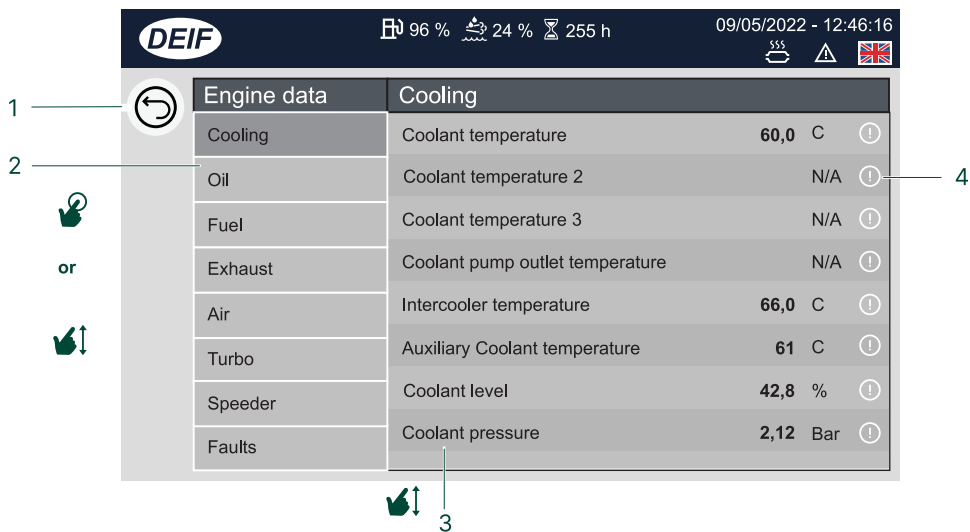 DEIF
96 % 24 % 255 h
09/05/2022 - 12:46:16
1
Engine data
Cooling
2
Oil
Fuel
or
Exhaust
Air
Turbo
Speeder
Faults
Cooling
Coolant temperature 60,0 C
Coolant temperature 2 N/A
4
Coolant temperature 3 N/A
Coolant pump outlet temperature N/A
Intercooler temperature 66,0 C
Auxiliary Coolant temperature 61 C
Coolant level 42,8 %
Coolant pressure 2,12 Bar
3